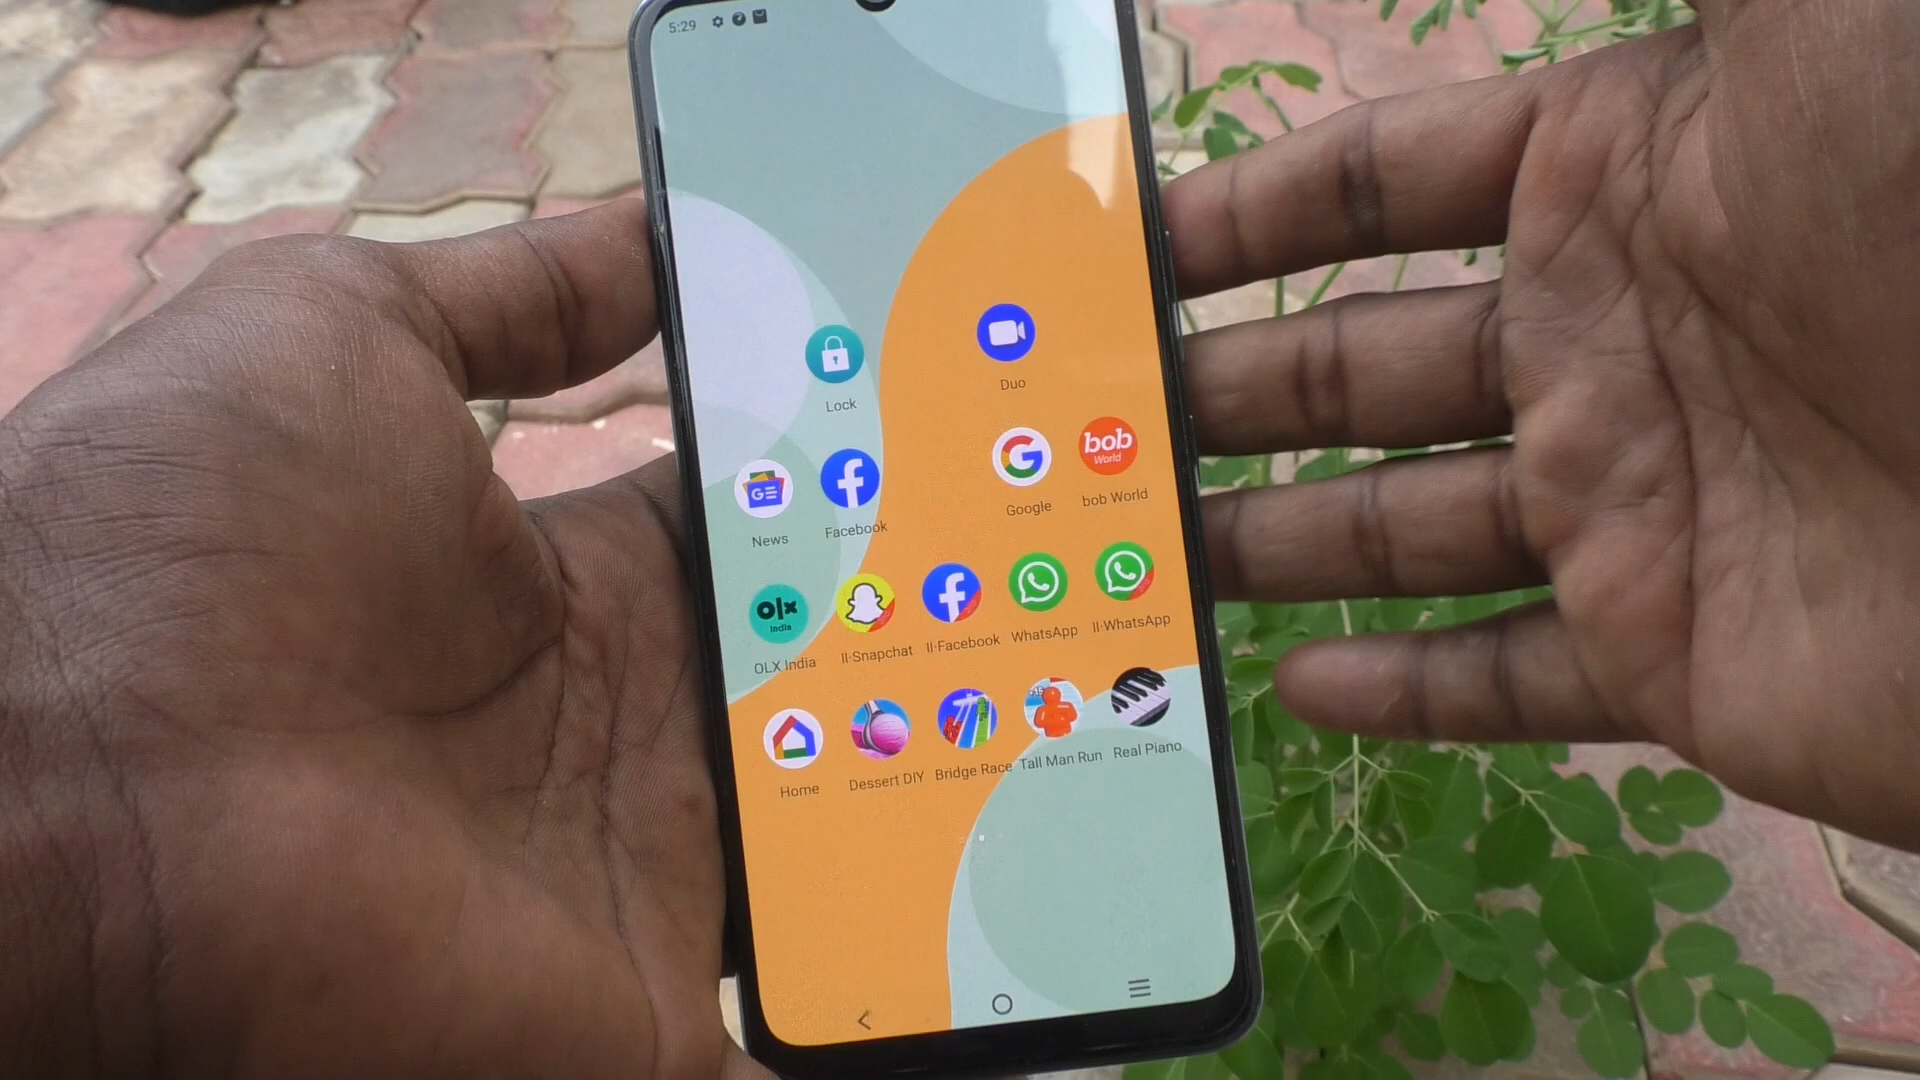 5:29
Lock
Duo
bob
World
GE
News
Facebook
Google
bob World
olx
India
OLX India
II·Snapchat
II·Facebook
WhatsApp
II·WhatsApp
Home
Dessert DIY
Bridge Race
Tall Man Run
Real Piano